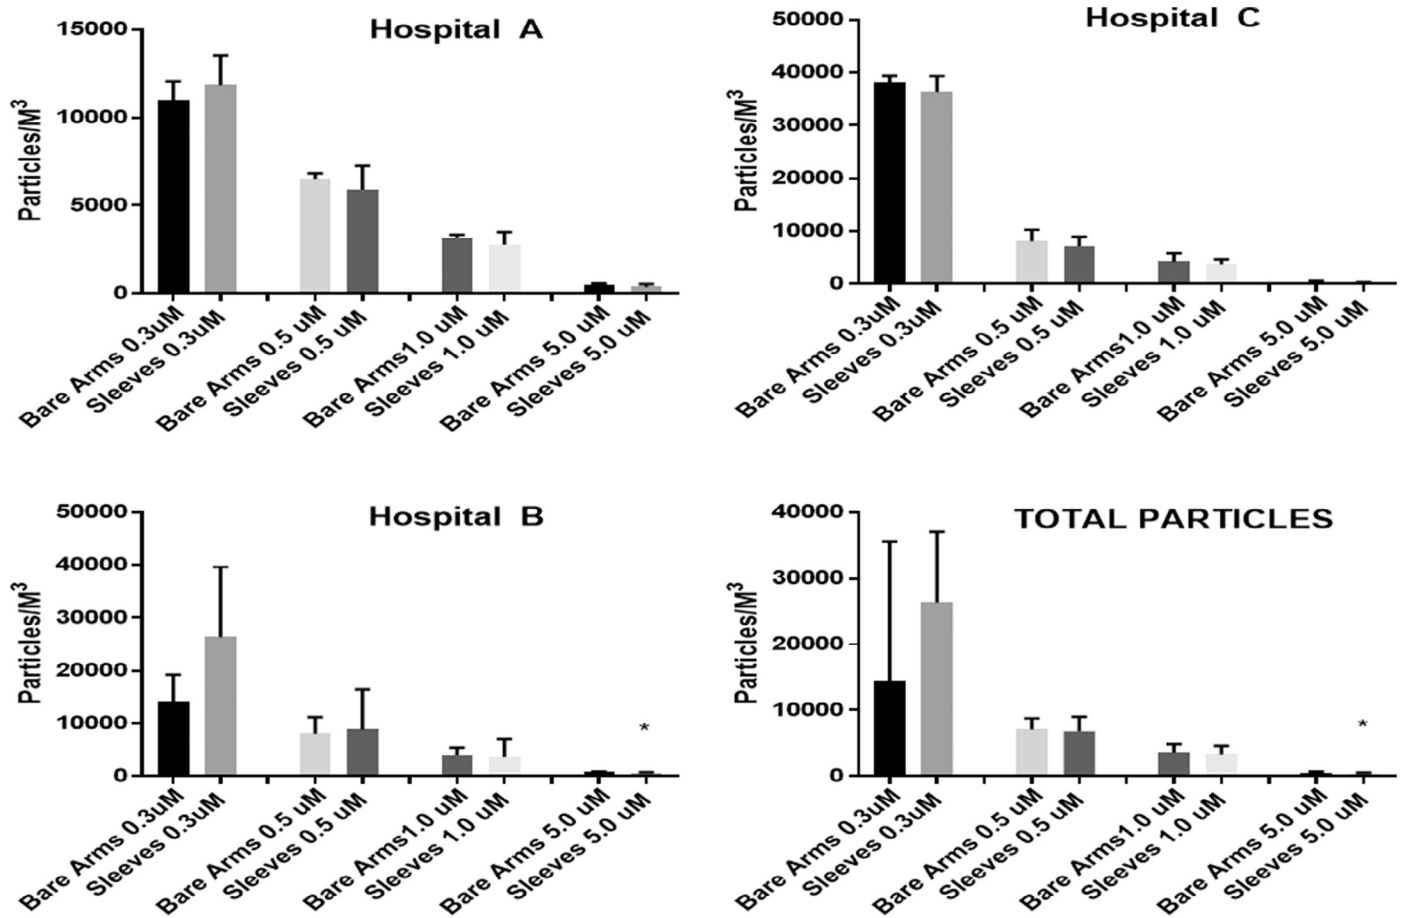 Hospital A
Particles/M³
15000
10000
5000
0
Bare Arms 0.3uM
Sleeves 0.3uM
Bare Arms 0.5 uM
Sleeves 0.5 uM
Bare Arms1.0 uM
Sleeves 1.0 uM
Bare Arms 5.0 uM
Sleeves 5.0 uM
Hospital C
Particles/M³
50000
40000
30000
20000
10000
0
Bare Arms 0.3uM
Sleeves 0.3uM
Bare Arms 0.5 uM
Sleeves 0.5 uM
Bare Arms1.0 uM
Sleeves 1.0 uM
Bare Arms 5.0 uM
Sleeves 5.0 uM
Hospital B
Particles/M³
50000
40000
30000
20000
10000
0
*
Bare Arms 0.3uM
Sleeves 0.3uM
Bare Arms 0.5 uM
Sleeves 0.5 uM
Bare Arms1.0 uM
Sleeves 1.0 uM
Bare Arms 5.0 uM
Sleeves 5.0 uM
TOTAL PARTICLES
Particles/M³
40000
30000
20000
10000
0
*
Bare Arms 0.3uM
Sleeves 0.3uM
Bare Arms 0.5 uM
Sleeves 0.5 uM
Bare Arms1.0 uM
Sleeves 1.0 uM
Bare Arms 5.0 uM
Sleeves 5.0 uM